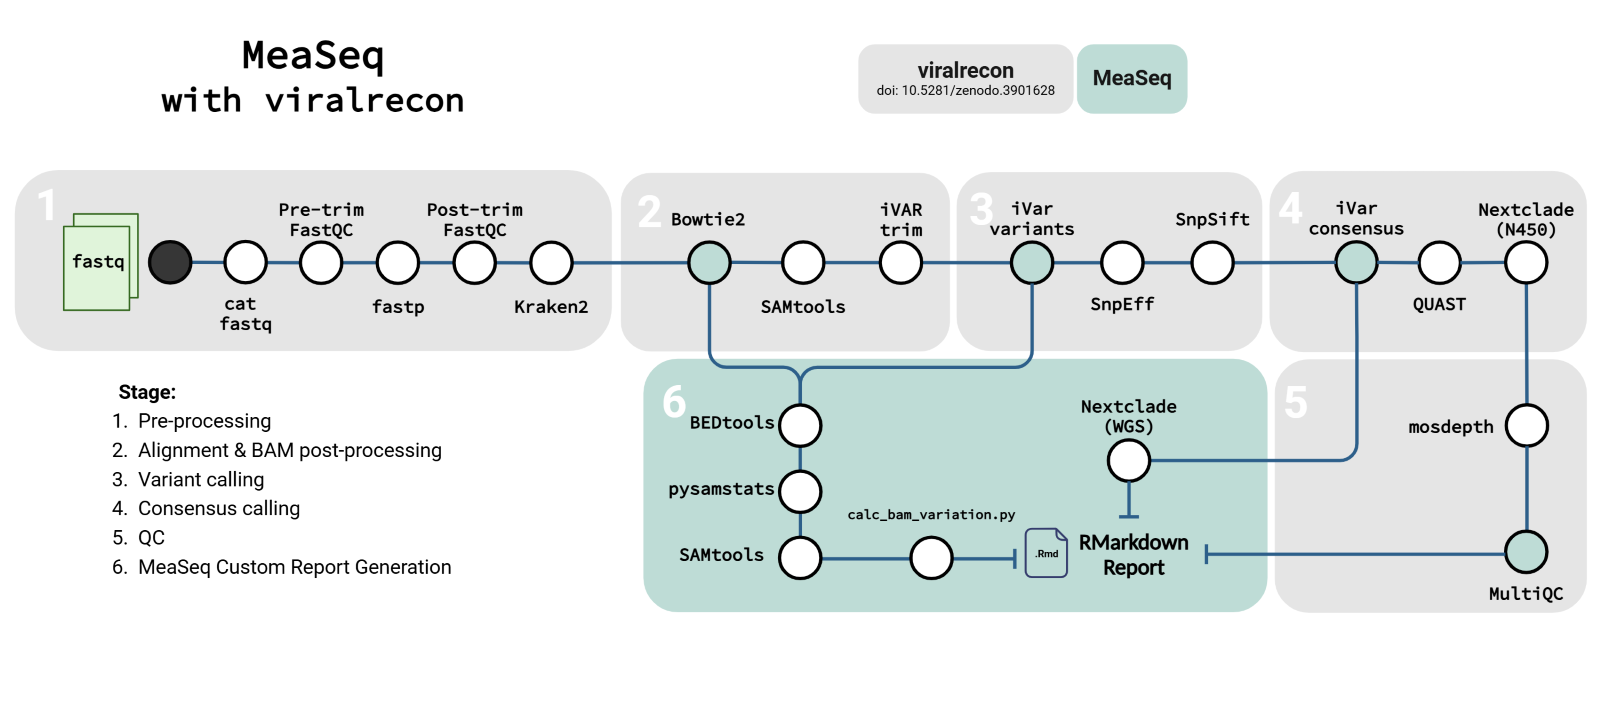 MeaSeq
with viralrecon
viralrecon
doi: 10.5281/zenodo.3901628
MeaSeq
1
fastq
cat
fastq
Pre-trim
FastQC
fastp
Post-trim
FastQC
Kraken2
2
Bowtie2
SAMtools
iVAR
trim
3
iVar
variants
SnpEff
SnpSift
4
iVar
consensus
QUAST
Nextclade
(N450)
Stage:
1. Pre-processing
2. Alignment & BAM post-processing
3. Variant calling
4. Consensus calling
5. QC
6. MeaSeq Custom Report Generation
6
BEDtools
pysamstats
SAMtools
calc_bam_variation.py
.Rmd
Nextclade
(WGS)
RMarkdown
Report
5
mosdepth
MultiQC